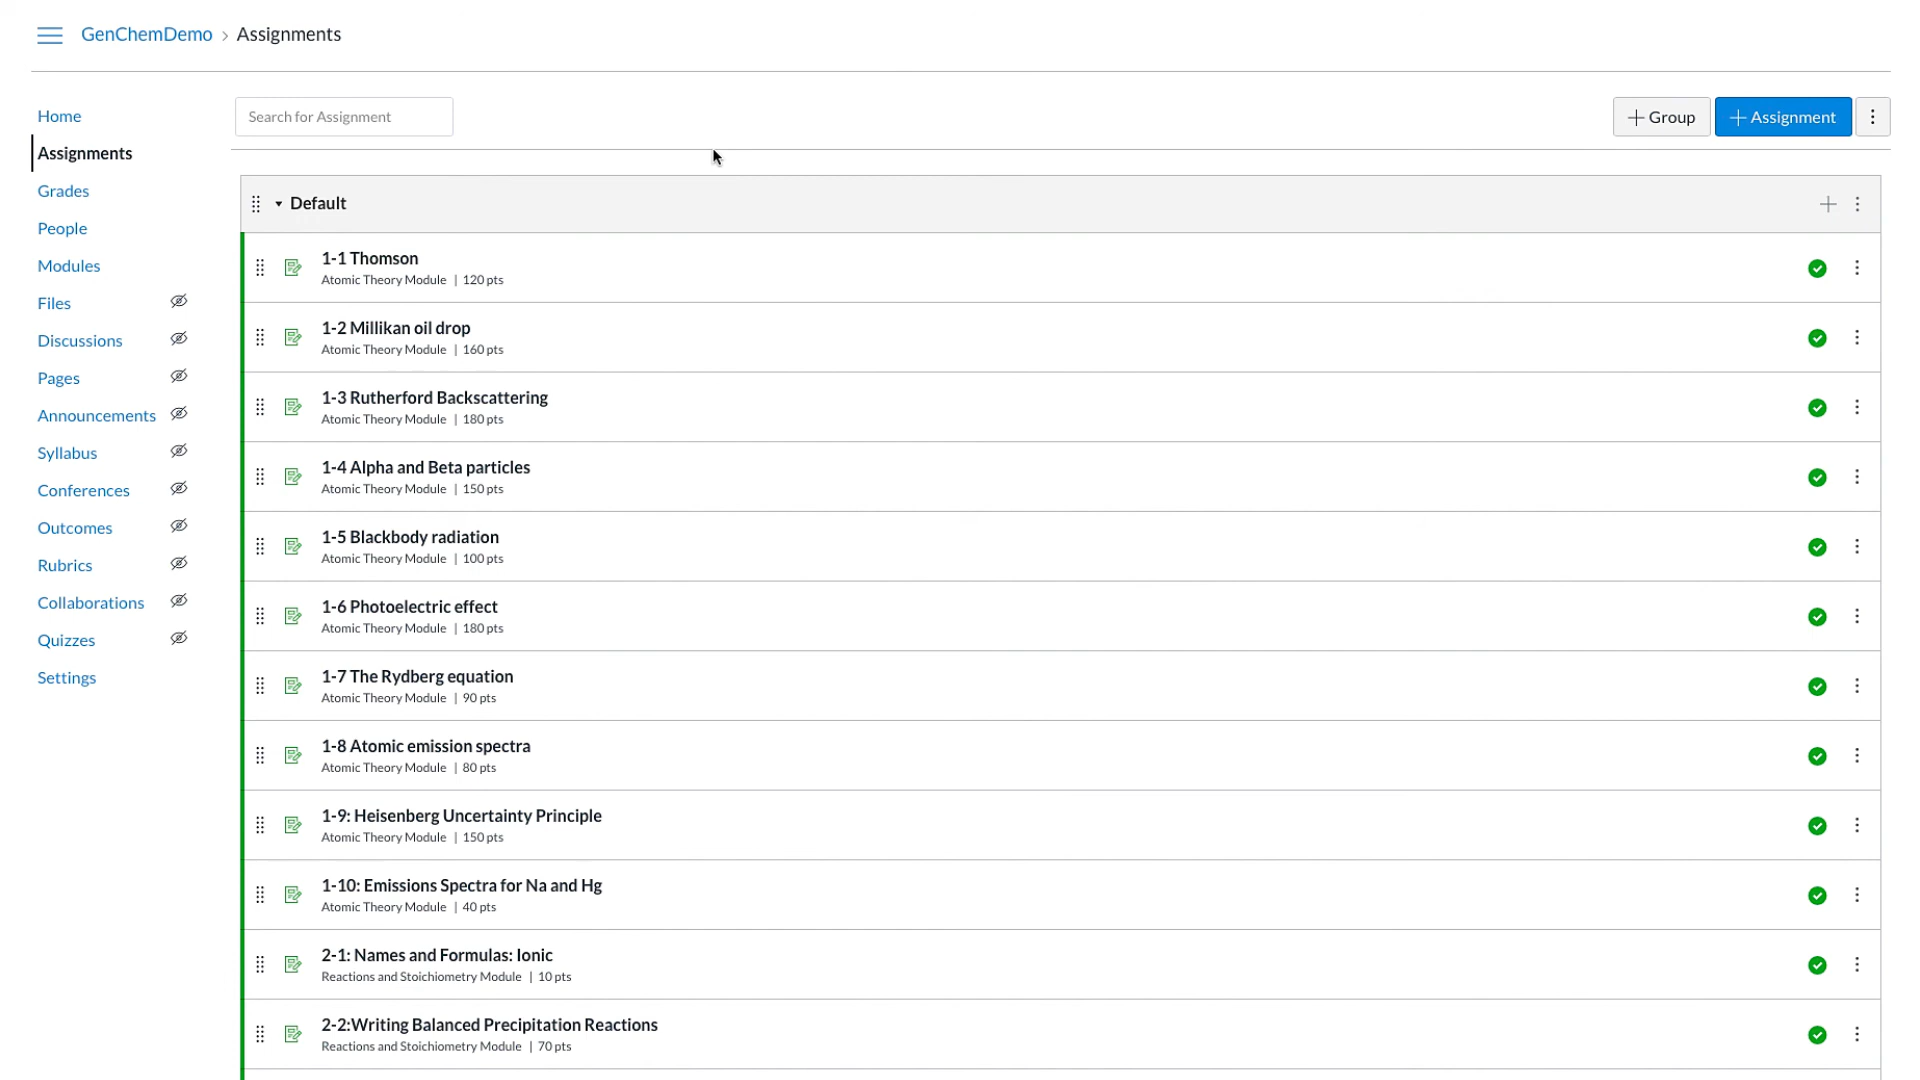 GenChemDemo › Assignments
Home
Assignments
Grades
People
Modules
Files
Discussions
Pages
Announcements
Syllabus
Conferences
Outcomes
Rubrics
Collaborations
Quizzes
Settings
Search for Assignment
+ Group
+ Assignment
Default
1-1 Thomson
Atomic Theory Module | 120 pts
1-2 Millikan oil drop
Atomic Theory Module | 160 pts
1-3 Rutherford Backscattering
Atomic Theory Module | 180 pts
1-4 Alpha and Beta particles
Atomic Theory Module | 150 pts
1-5 Blackbody radiation
Atomic Theory Module | 100 pts
1-6 Photoelectric effect
Atomic Theory Module | 180 pts
1-7 The Rydberg equation
Atomic Theory Module | 90 pts
1-8 Atomic emission spectra
Atomic Theory Module | 80 pts
1-9: Heisenberg Uncertainty Principle
Atomic Theory Module | 150 pts
1-10: Emissions Spectra for Na and Hg
Atomic Theory Module | 40 pts
2-1: Names and Formulas: Ionic
Reactions and Stoichiometry Module | 10 pts
2-2:Writing Balanced Precipitation Reactions
Reactions and Stoichiometry Module | 70 pts